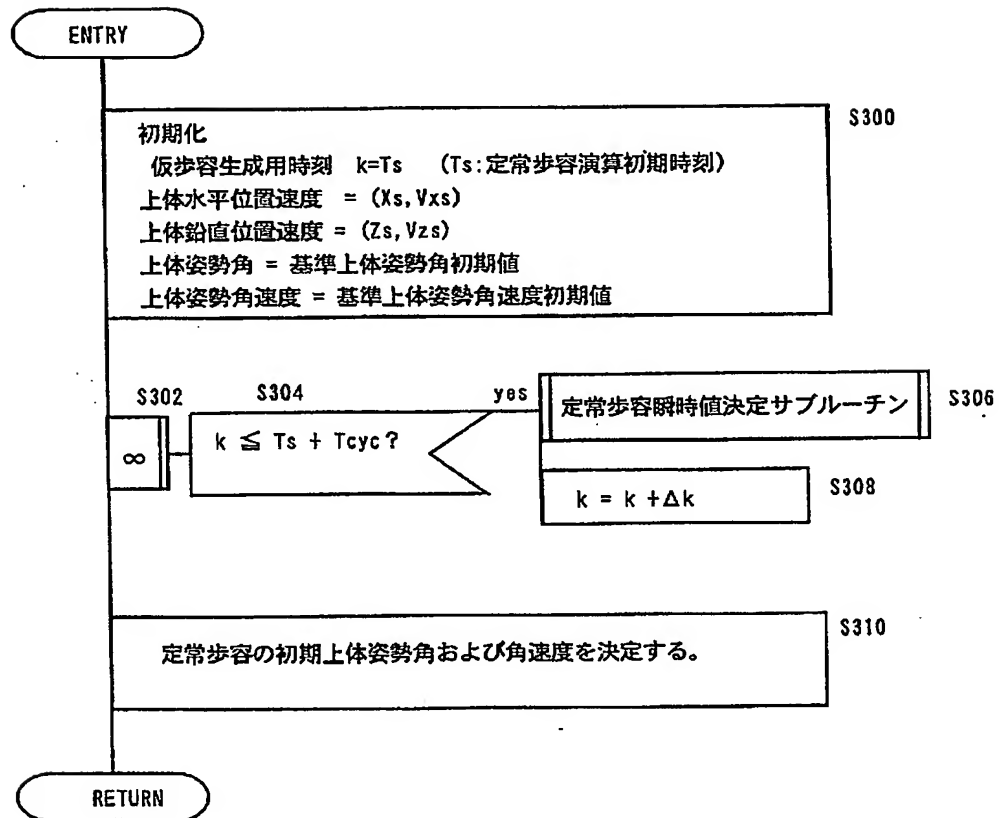 ENTRY
S300
初期化
仮歩容生成用時刻 k=Ts (Ts:定常歩容演算初期時刻)
上体水平位置速度 = (Xs,Vxs)
上体鉛直位置速度 = (Zs,Vzs)
上体姿勢角 = 基準上体姿勢角初期値
上体姿勢角速度 = 基準上体姿勢角速度初期値
S302
S304
yes
∞
k ≦ Ts + Tcyc?
定常歩容瞬時値決定サブルーチン
S306
k = k +Δk
S308
S310
定常歩容の初期上体姿勢角および角速度を決定する。
RETURN